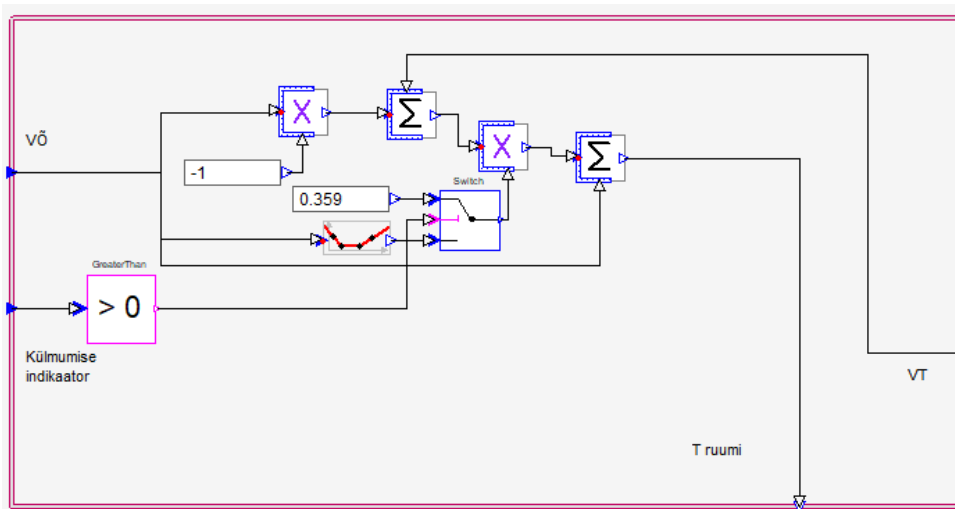 X
Σ
VÕ
X
Σ
-1
Switch
0.359
GreaterThan
> 0
Külmumise
indikaator
VT
T ruumi